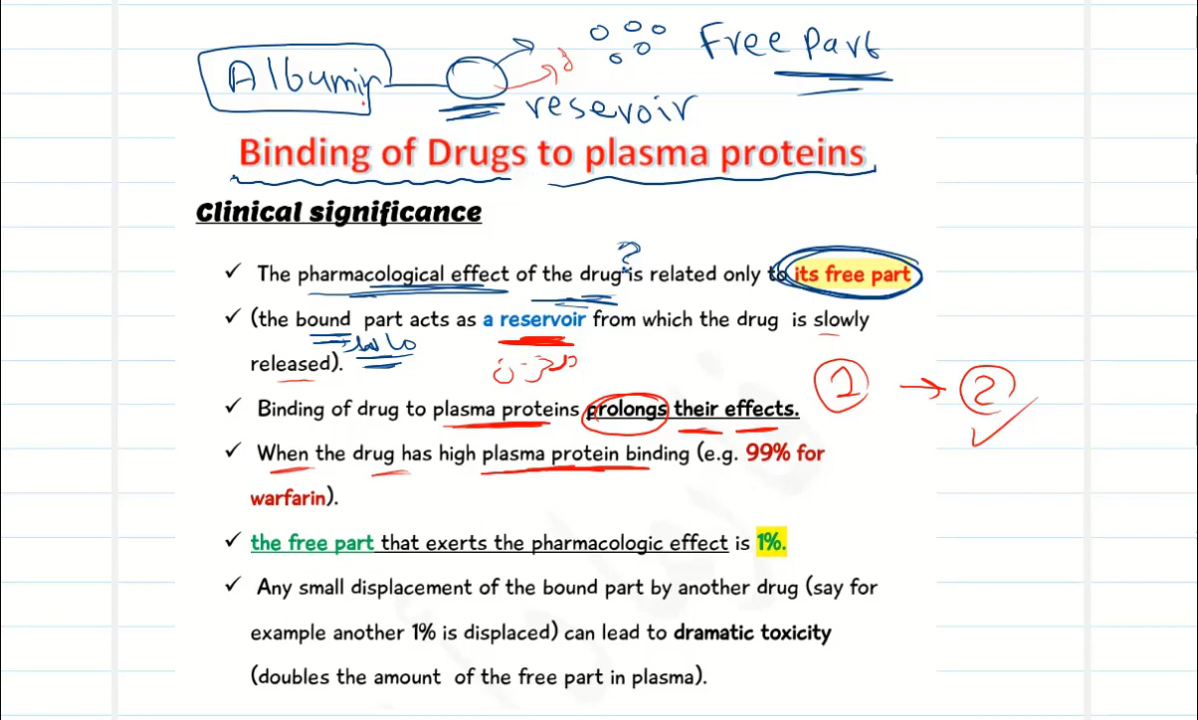 Free Part
Albumin
reservoir
Binding of Drugs to plasma proteins
Clinical significance
✓ The pharmacological effect of the drug is related only to its free part
?
✓ (the bound part acts as a reservoir from which the drug is slowly
released).
✓ Binding of drug to plasma proteins prolongs their effects.
1 → 2
✓ When the drug has high plasma protein binding (e.g. 99% for
warfarin).
✓ the free part that exerts the pharmacologic effect is 1%.
✓ Any small displacement of the bound part by another drug (say for
example another 1% is displaced) can lead to dramatic toxicity
(doubles the amount of the free part in plasma).